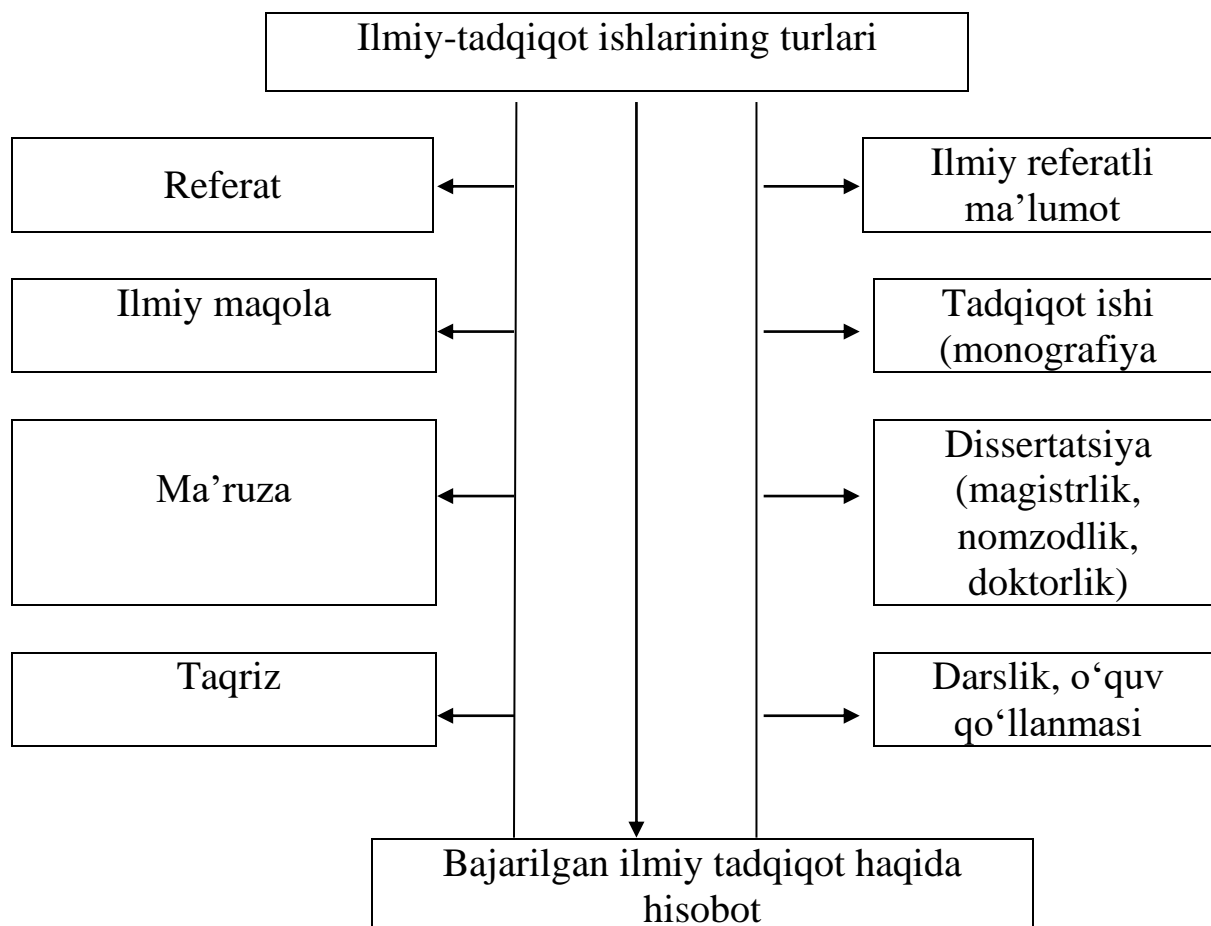 Ilmiy-tadqiqot ishlarining turlari
Referat
Ilmiy referatli
ma’lumot
Ilmiy maqola
Tadqiqot ishi
(monografiya
Ma’ruza
Dissertatsiya
(magistrlik,
nomzodlik,
doktorlik)
Taqriz
Darslik, o‘quv
qo‘llanmasi
Bajarilgan ilmiy tadqiqot haqida
hisobot